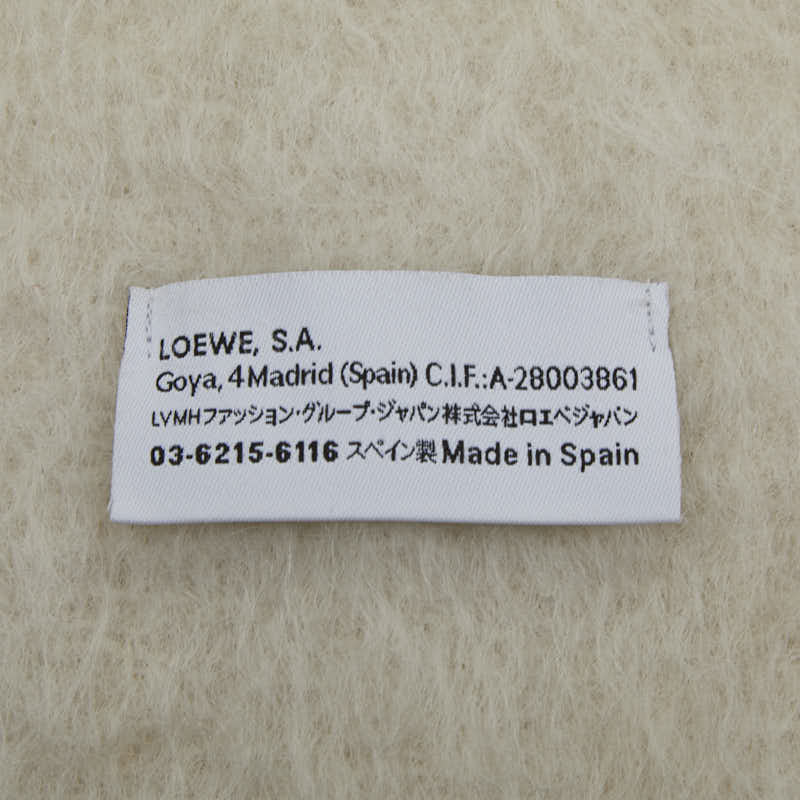 LOEWE, S.A.
Goya, 4 Madrid (Spain) C.I.F.:A-28003861
LVMHファッション・グループ・ジャパン株式会社ロエベジャパン
03-6215-6116 スペイン製 Made in Spain